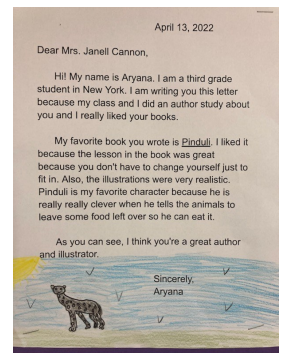 April 13, 2022
Dear Mrs. Janell Cannon,
Hi! My name is Aryana. I am a third grade
student in New York. I am writing you this letter
because my class and I did an author study about
you and I really liked your books.
My favorite book you wrote is Pinduli. I liked it
because the lesson in the book was great
because you don't have to change yourself just to
fit in. Also, the illustrations were very realistic.
Pinduli is my favorite character because he is
really really clever when he tells the animals to
leave some food left over so he can eat it.
As you can see, I think you're a great author
and illustrator.
Sincerely,
Aryana